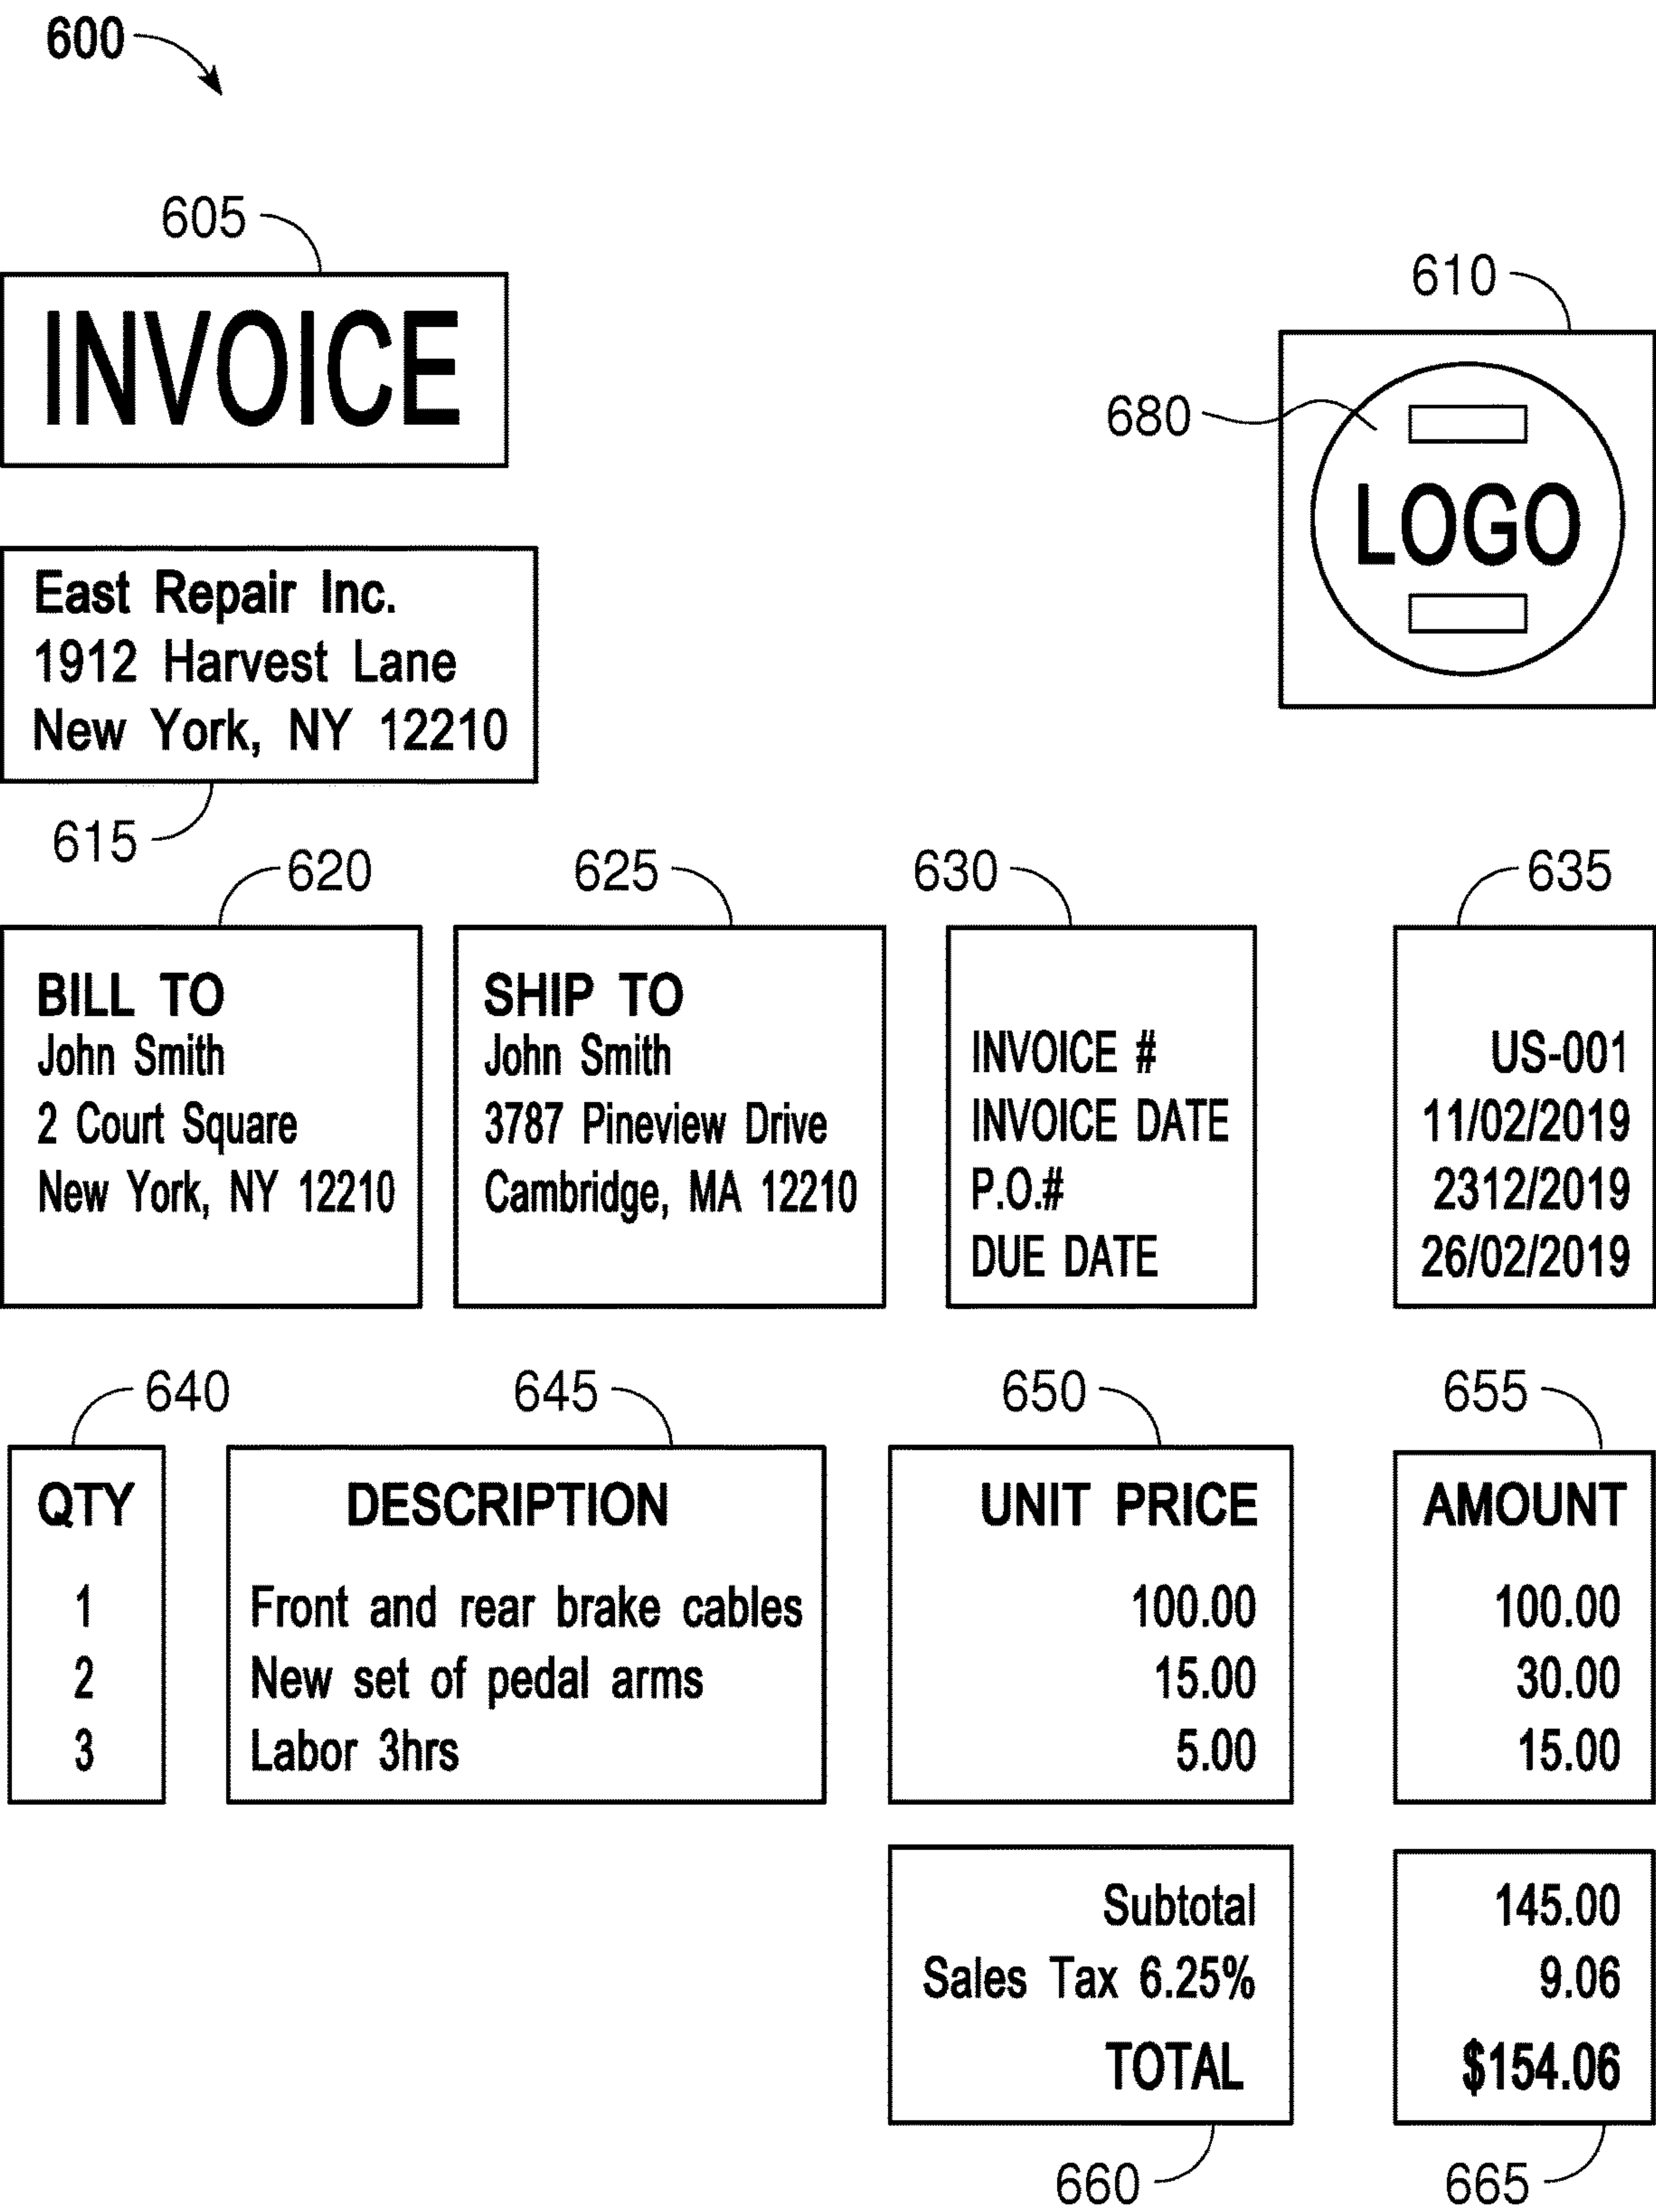 600
605
INVOICE
610
680
LOGO
East Repair Inc.
1912 Harvest Lane
New York, NY 12210
615
620
625
630
635
BILL TO
John Smith
2 Court Square
New York, NY 12210
SHIP TO
John Smith
3787 Pineview Drive
Cambridge, MA 12210
INVOICE # US-001
INVOICE DATE 11/02/2019
P.O.# 2312/2019
DUE DATE 26/02/2019
640
645
650
655
QTY DESCRIPTION UNIT PRICE AMOUNT
1 Front and rear brake cables 100.00 100.00
2 New set of pedal arms 15.00 30.00
3 Labor 3hrs 5.00 15.00
Subtotal 145.00
Sales Tax 6.25% 9.06
TOTAL $154.06
660
665